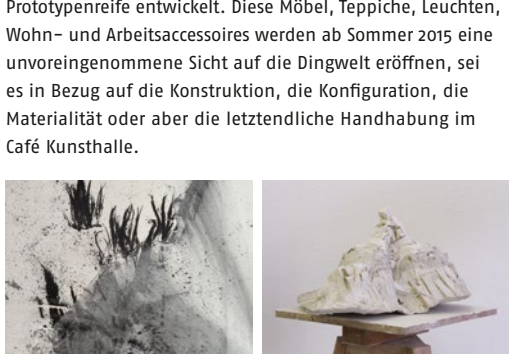 Prototypenreife entwickelt. Diese Möbel, Teppiche, Leuchten,
Wohn- und Arbeitsaccessoires werden ab Sommer 2015 eine
unvoreingenommene Sicht auf die Dingwelt eröffnen, sei
es in Bezug auf die Konstruktion, die Konfiguration, die
Materialität oder aber die letztendliche Handhabung im
Café Kunsthalle.